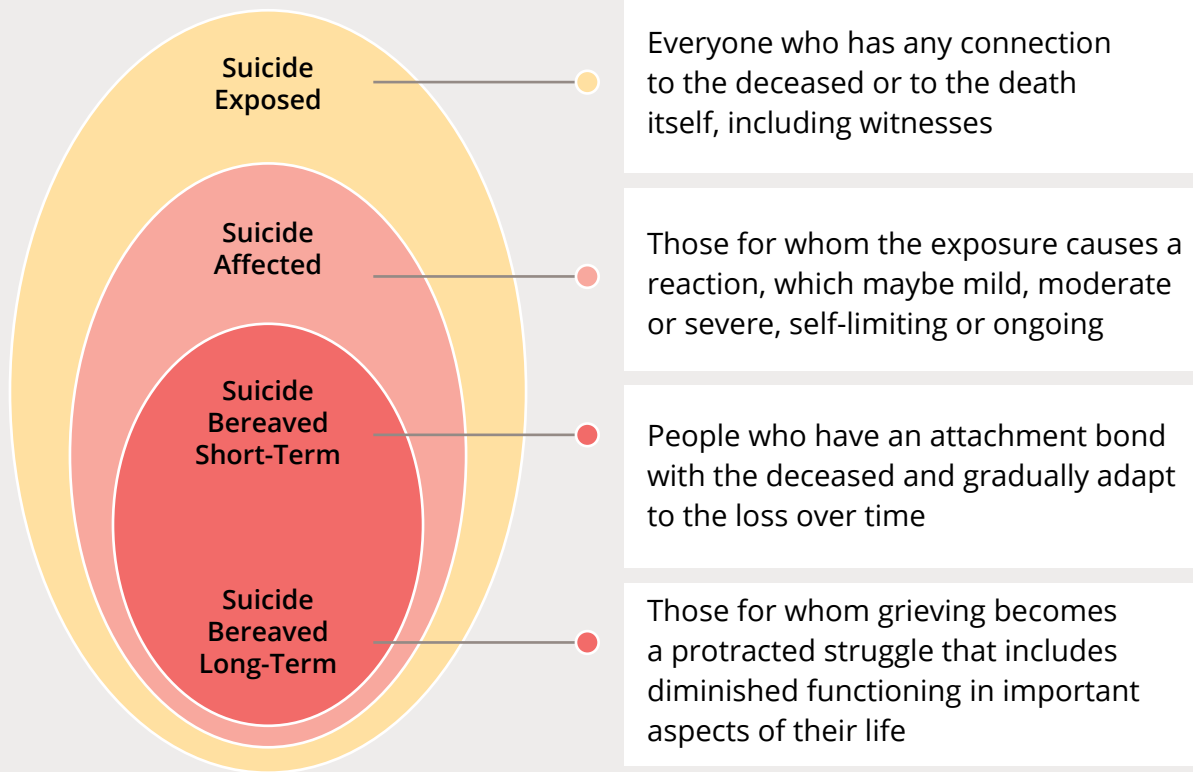 Suicide
Exposed
Everyone who has any connection
to the deceased or to the death
itself, including witnesses
Suicide
Affected
Those for whom the exposure causes a
reaction, which maybe mild, moderate
or severe, self-limiting or ongoing
Suicide
Bereaved
Short-Term
People who have an attachment bond
with the deceased and gradually adapt
to the loss over time
Suicide
Bereaved
Long-Term
Those for whom grieving becomes
a protracted struggle that includes
diminished functioning in important
aspects of their life